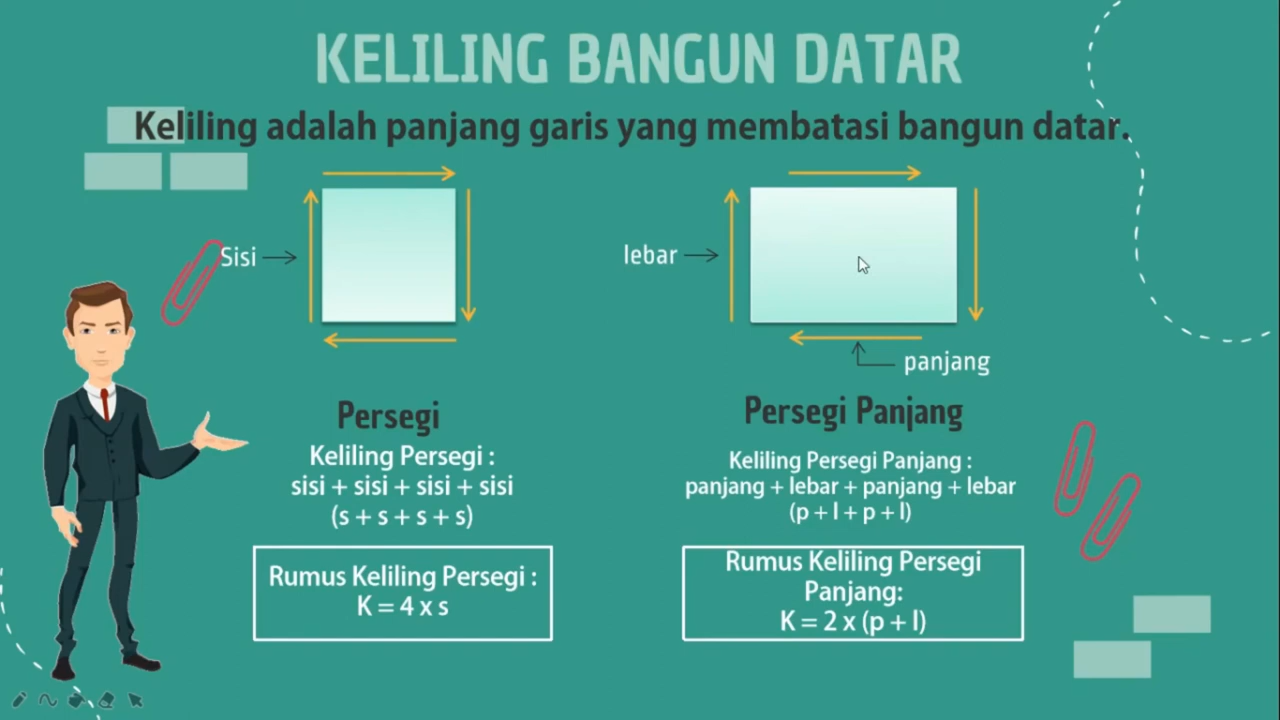 KELILING BANGUN DATAR
Keliling adalah panjang garis yang membatasi bangun datar.
Sisi
lebar
panjang
Persegi
Keliling Persegi :
sisi + sisi + sisi + sisi
(s + s + s + s)
Rumus Keliling Persegi :
K = 4 x s
Persegi Panjang
Keliling Persegi Panjang :
panjang + lebar + panjang + lebar
(p + l + p + l)
Rumus Keliling Persegi
Panjang:
K = 2 x (p + l)